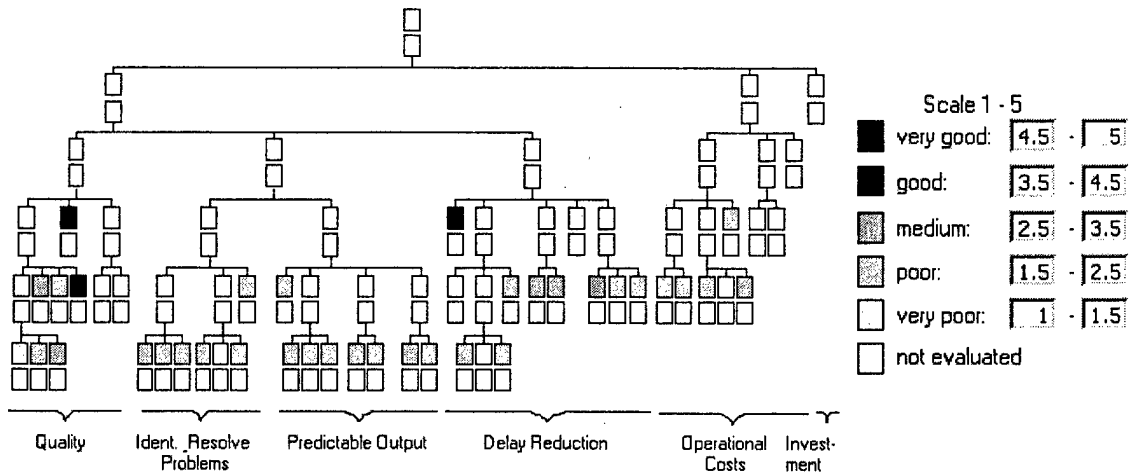 Scale 1 - 5
very good: 4.5 - 5
good: 3.5 - 4.5
medium: 2.5 - 3.5
poor: 1.5 - 2.5
very poor: 1 - 1.5
not evaluated
Quality
Ident. , Resolve
Problems
Predictable Output
Delay Reduction
Operational
Costs
Invest-
ment